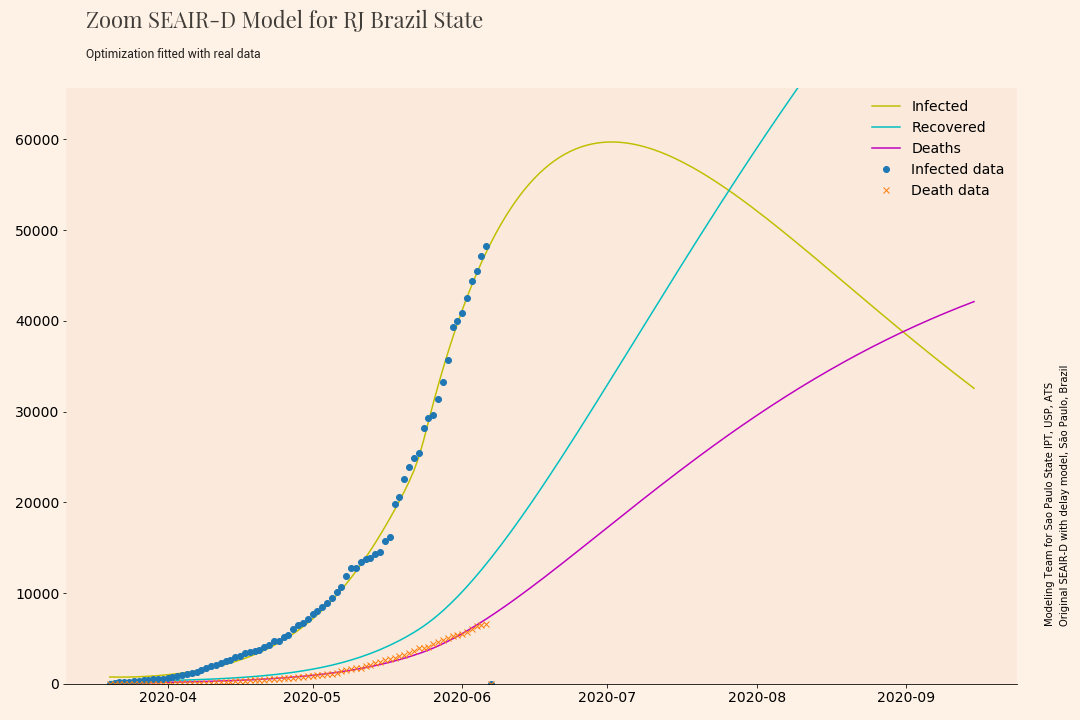 Zoom SEAIR-D Model for RJ Brazil State
Optimization fitted with real data
Infected
Recovered
Deaths
Infected data
Death data
60000
50000
40000
30000
20000
10000
0
2020-04
2020-05
2020-06
2020-07
2020-08
2020-09
Modeling Team for Sao Paulo State IPT, USP, ATS
Original SEAIR-D with delay model, São Paulo, Brazil